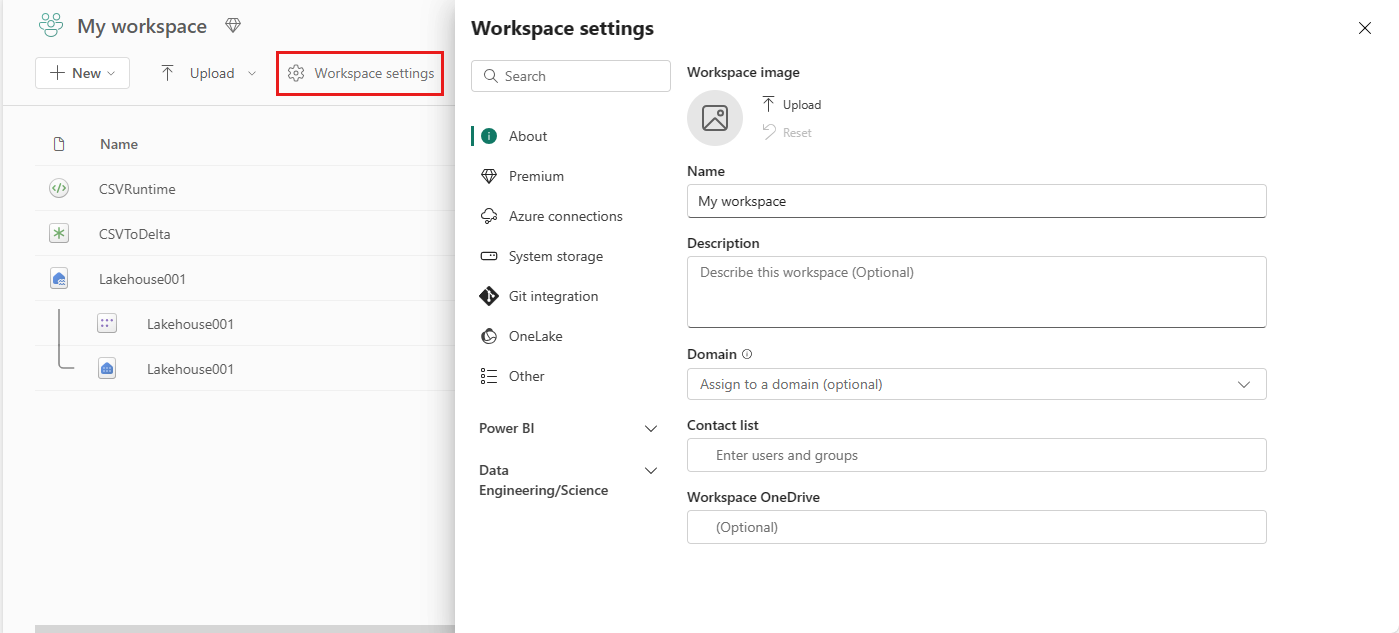 My workspace
New
Upload
Workspace settings
Name
CSVRuntime
CSVToDelta
Lakehouse001
Lakehouse001
Lakehouse001
Workspace settings
Search
About
Premium
Azure connections
System storage
Git integration
OneLake
Other
Power BI
Data
Engineering/Science
Workspace image
Upload
Reset
Name
My workspace
Description
Describe this workspace (Optional)
Domain
Assign to a domain (optional)
Contact list
Enter users and groups
Workspace OneDrive
(Optional)